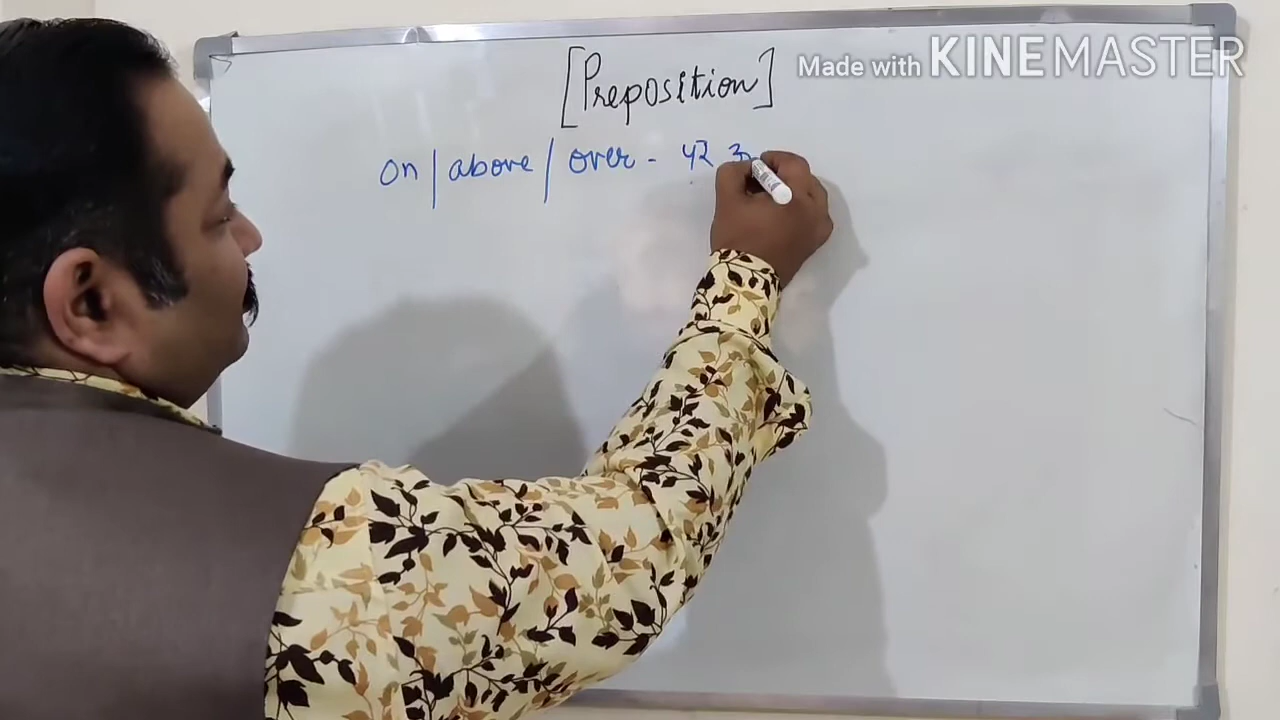 Made with KINEMASTER
[Preposition]
on / above / over - पर